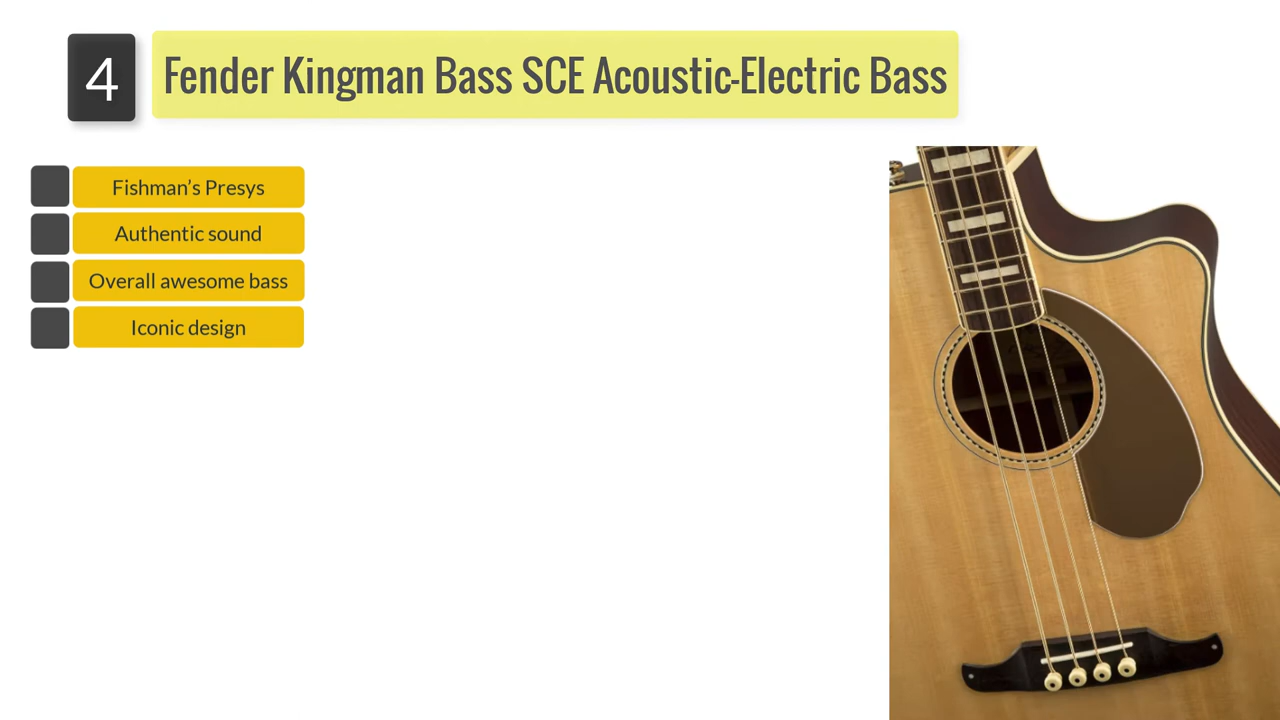 4
Fender Kingman Bass SCE Acoustic-Electric Bass
Fishman’s Presys
Authentic sound
Overall awesome bass
Iconic design